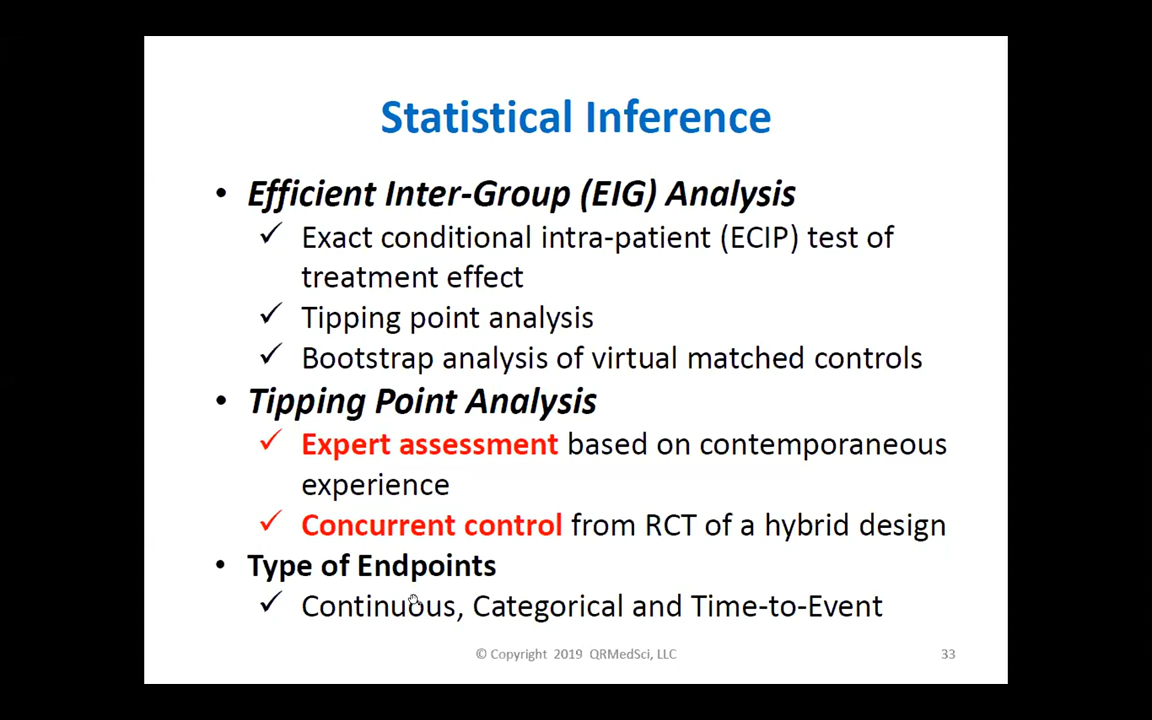 Statistical Inference
• Efficient Inter-Group (EIG) Analysis
✓ Exact conditional intra-patient (ECIP) test of
treatment effect
✓ Tipping point analysis
✓ Bootstrap analysis of virtual matched controls
• Tipping Point Analysis
✓ Expert assessment based on contemporaneous
experience
✓ Concurrent control from RCT of a hybrid design
• Type of Endpoints
✓ Continuous, Categorical and Time-to-Event
© Copyright 2019 QRMedSci, LLC
33